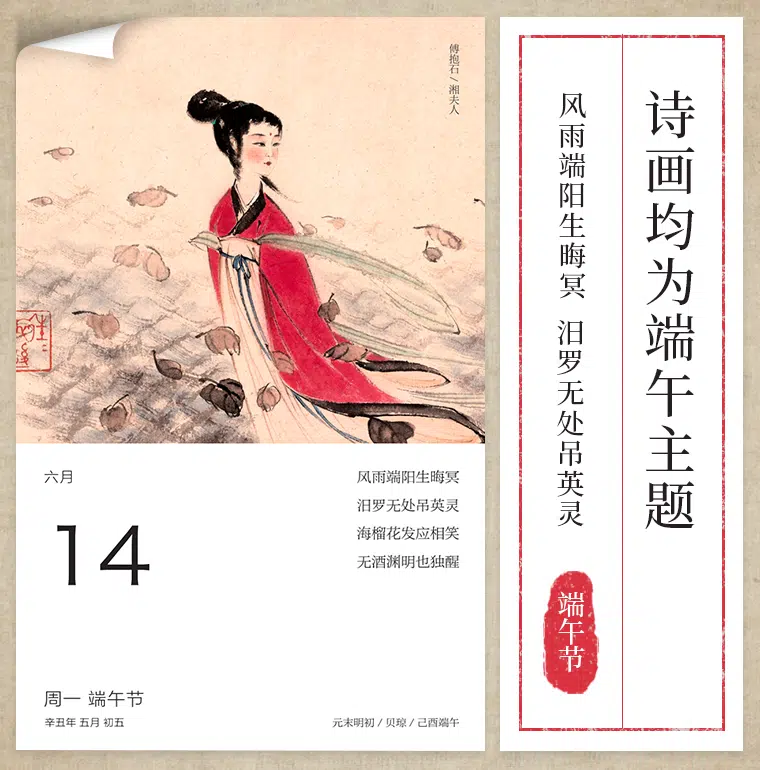 傅抱石 / 湘夫人
六月
14
风雨端阳生晦冥
汨罗无处吊英灵
海榴花发应相笑
无酒渊明也独醒
周一 端午节
辛丑年 五月 初五
元末明初 / 贝琼 / 己酉端午
诗画均为端午主题
风雨端阳生晦冥 汨罗无处吊英灵
端午节